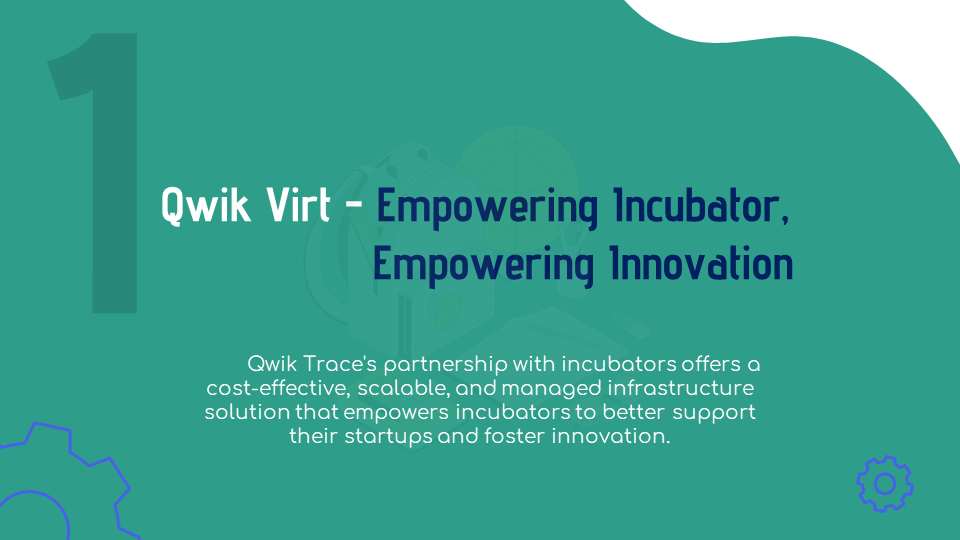 1
Qwik Virt - Empowering Incubator,
Empowering Innovation
Qwik Trace's partnership with incubators offers a
cost-effective, scalable, and managed infrastructure
solution that empowers incubators to better support
their startups and foster innovation.